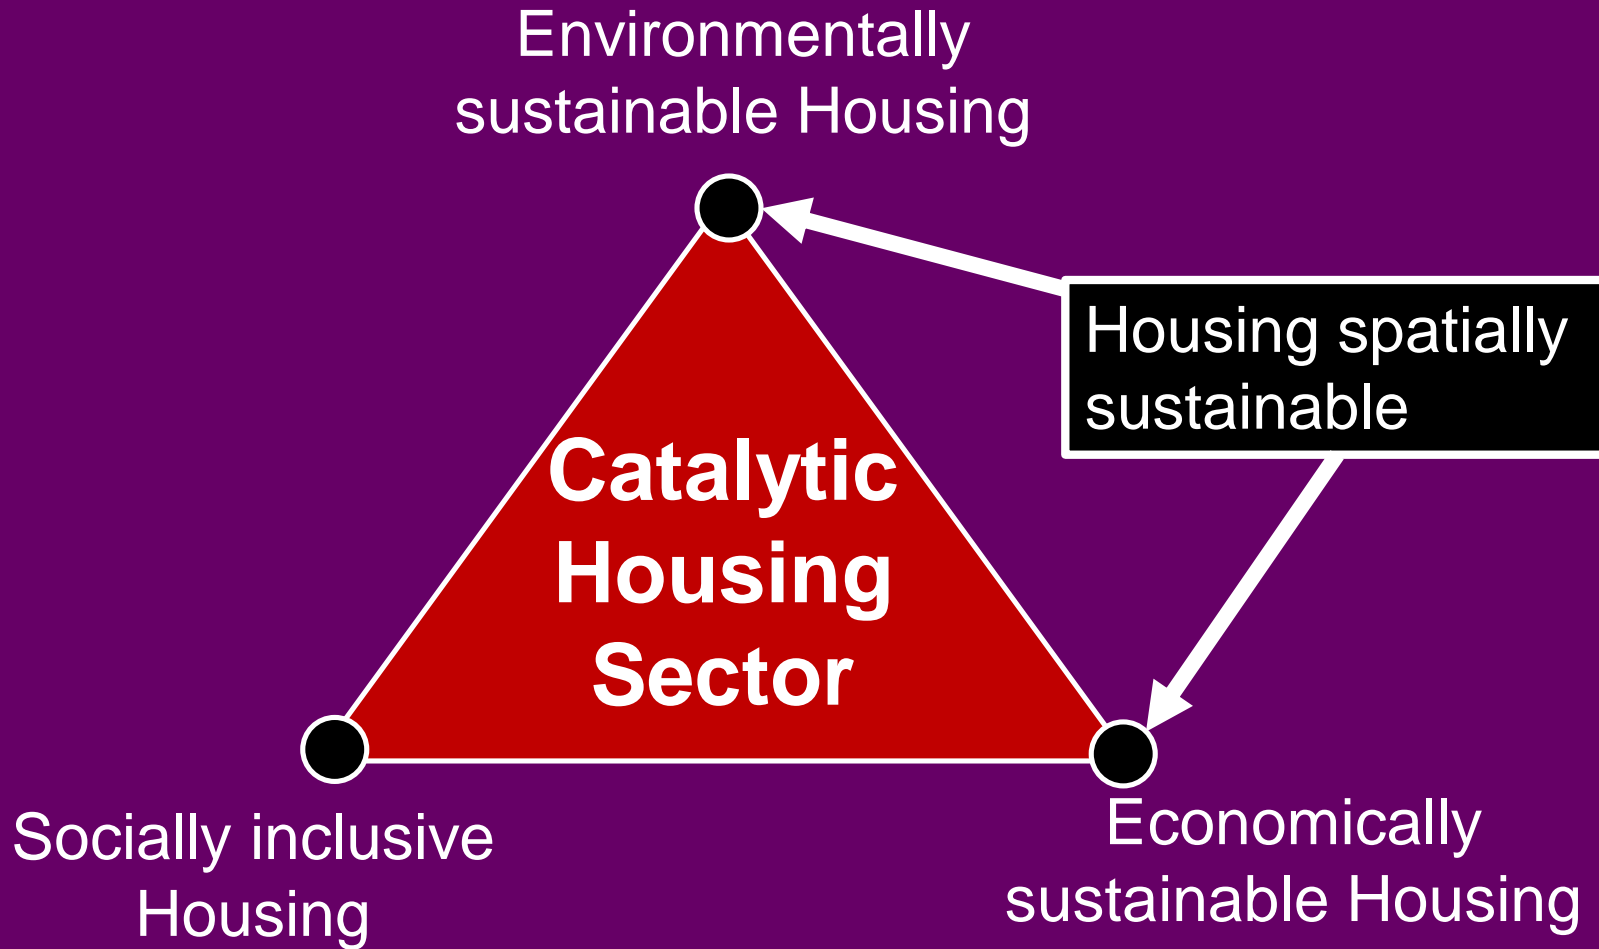 Environmentally
sustainable Housing
Housing spatially
sustainable
Catalytic
Housing
Sector
Socially inclusive
Housing
Economically
sustainable Housing